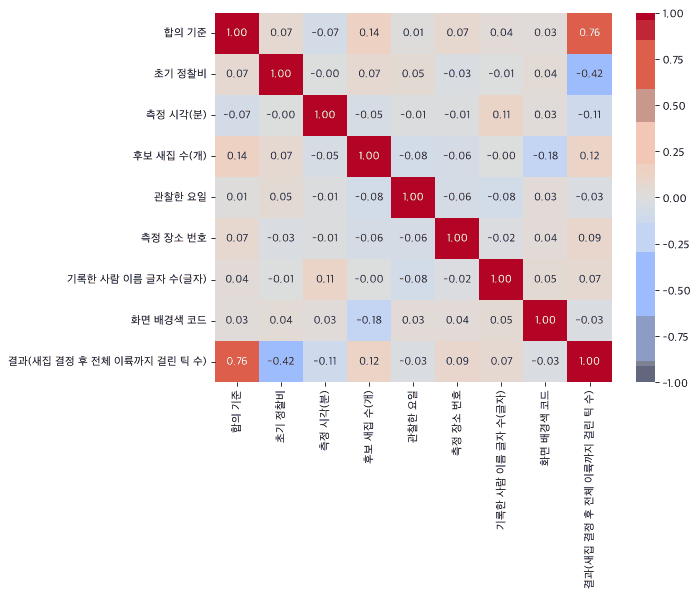 합의 기준 1.00 0.07 -0.07 0.14 0.01 0.07 0.04 0.03 0.76
초기 정찰비 0.07 1.00 -0.00 0.07 0.05 -0.03 -0.01 0.04 -0.42
측정 시각(분) -0.07 -0.00 1.00 -0.05 -0.01 -0.01 0.11 0.03 -0.11
후보 새집 수(개) 0.14 0.07 -0.05 1.00 -0.08 -0.06 -0.00 -0.18 0.12
관찰한 요일 0.01 0.05 -0.01 -0.08 1.00 -0.06 -0.08 0.03 -0.03
측정 장소 번호 0.07 -0.03 -0.01 -0.06 -0.06 1.00 -0.02 0.04 0.09
기록한 사람 이름 글자 수(글자) 0.04 -0.01 0.11 -0.00 -0.08 -0.02 1.00 0.05 0.07
화면 배경색 코드 0.03 0.04 0.03 -0.18 0.03 0.04 0.05 1.00 -0.03
결과(새집 결정 후 전체 이륙까지 걸린 틱 수) 0.76 -0.42 -0.11 0.12 -0.03 0.09 0.07 -0.03 1.00
합의 기준
초기 정찰비
측정 시각(분)
후보 새집 수(개)
관찰한 요일
측정 장소 번호
기록한 사람 이름 글자 수(글자)
화면 배경색 코드
결과(새집 결정 후 전체 이륙까지 걸린 틱 수)
1.00
0.75
0.50
0.25
0.00
-0.25
-0.50
-0.75
-1.00